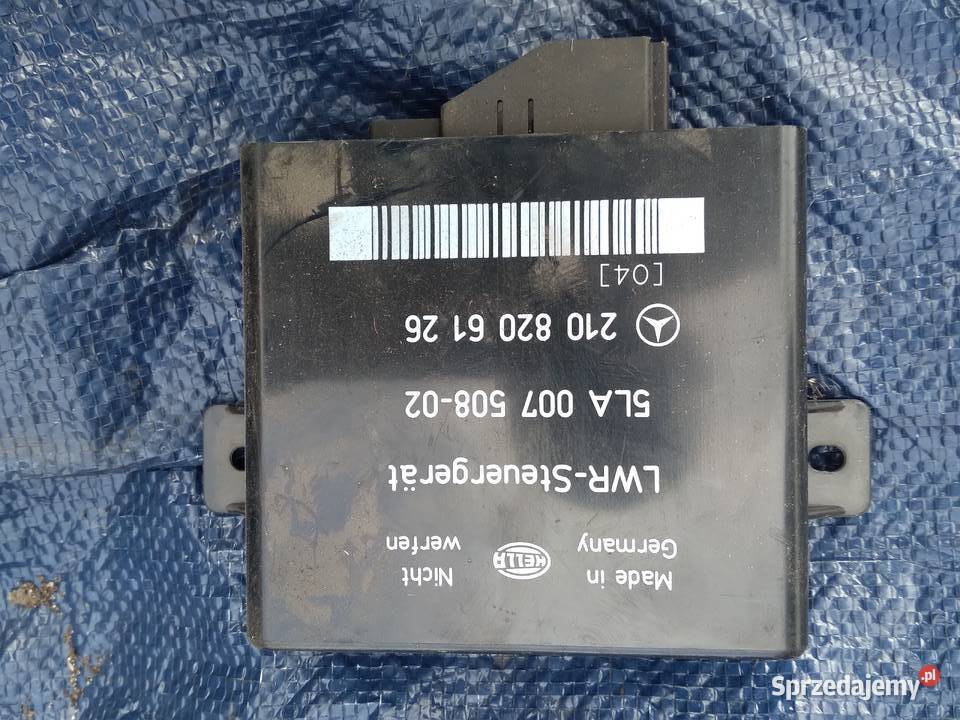 Made in
Germany
HELLA
Nicht
werfen
LWR-Steuergerät
5LA 007 508-02
210 820 61 26
[04]
Sprzedajemy.pl